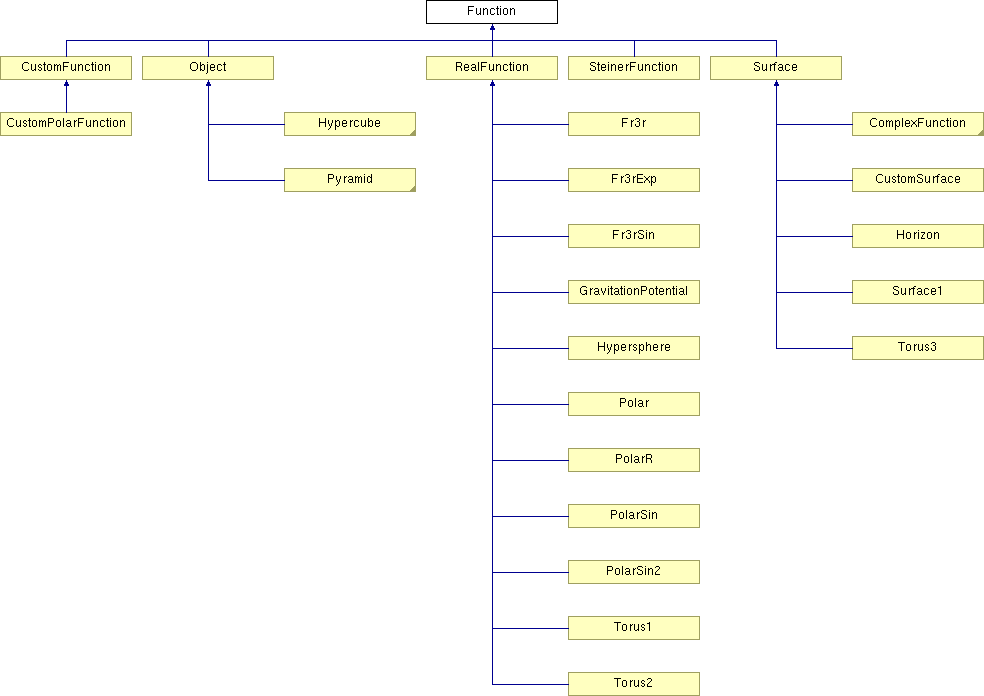 Function
CustomFunction
Object
RealFunction
SteinerFunction
Surface
CustomPolarFunction
Hypercube
Fr3r
ComplexFunction
Pyramid
Fr3rExp
CustomSurface
Fr3rSin
Horizon
GravitationPotential
Surface1
Hypersphere
Torus3
Polar
PolarR
PolarSin
PolarSin2
Torus1
Torus2